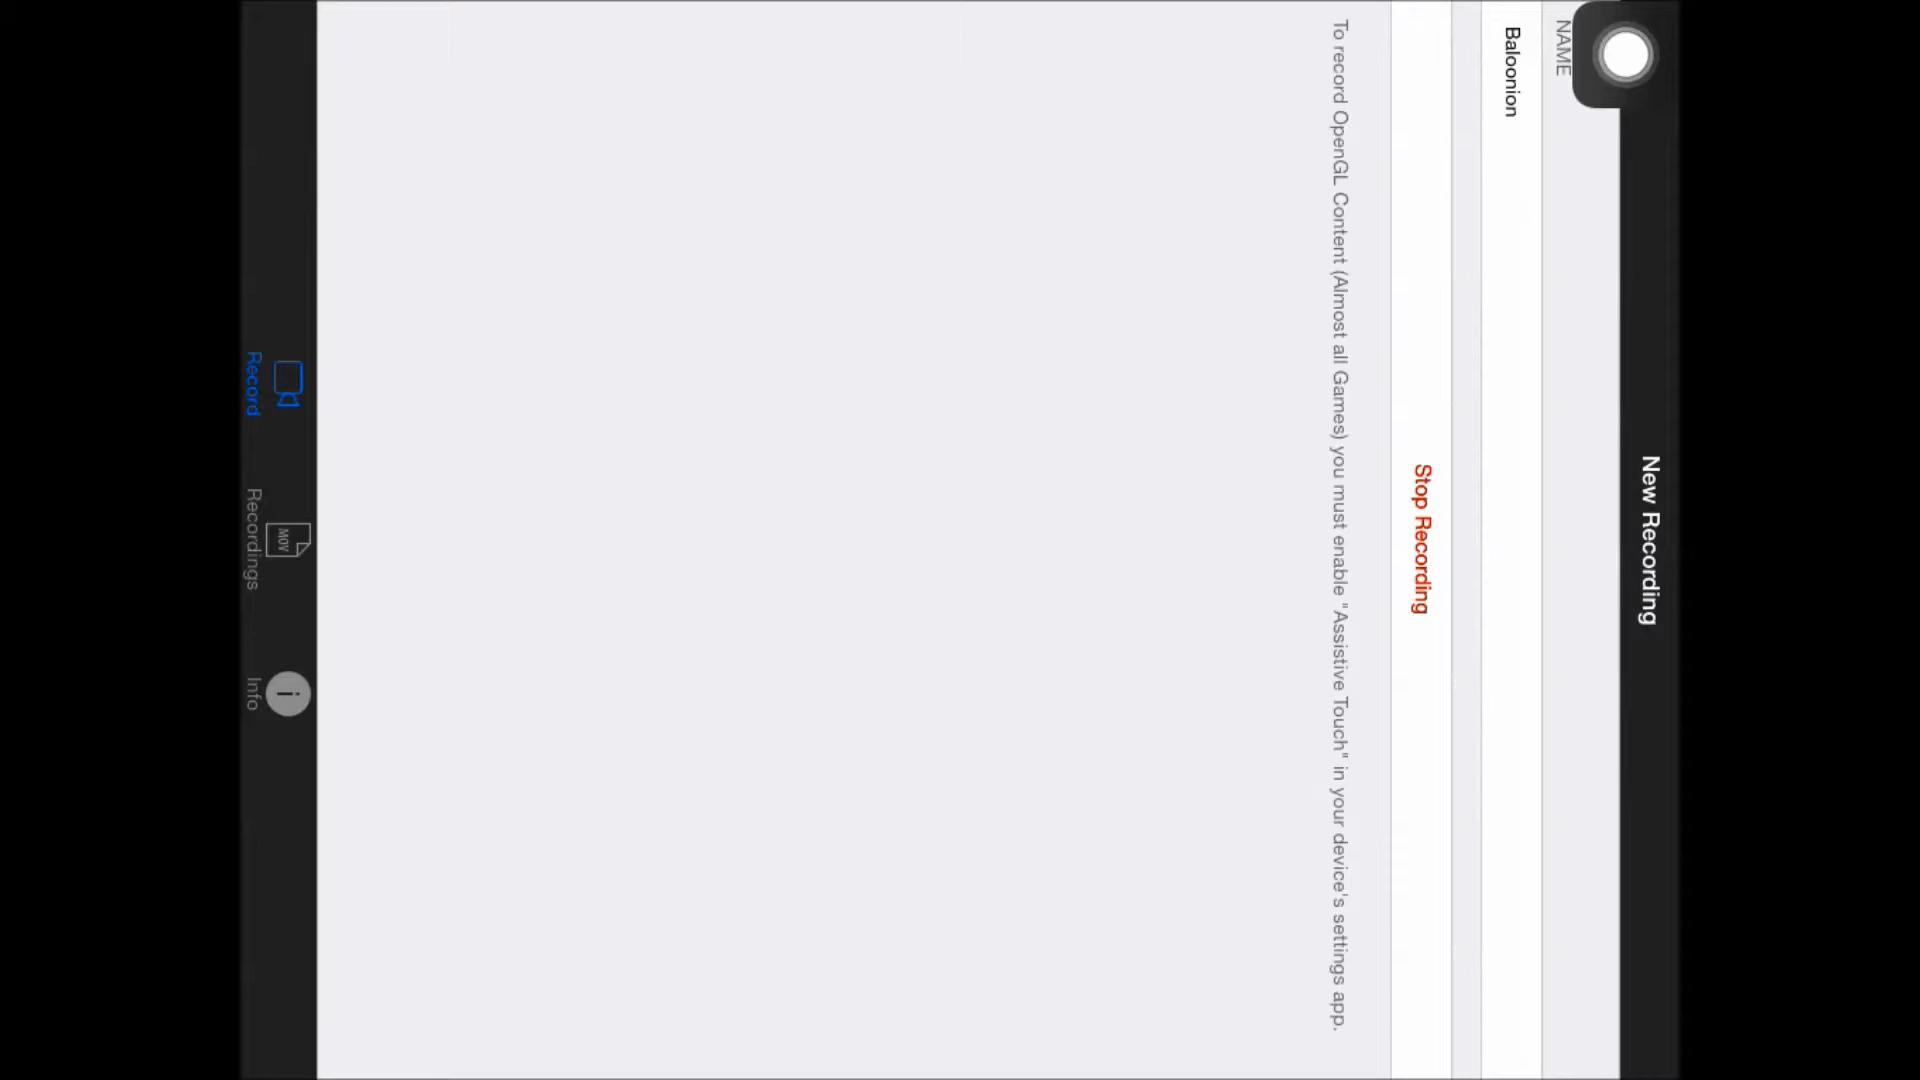 New Recording
NAME
Baloonion
Stop Recording
To record OpenGL Content (Almost all Games) you must enable "Assistive Touch" in your device's settings app.
MOV
i
Record
Recordings
Info